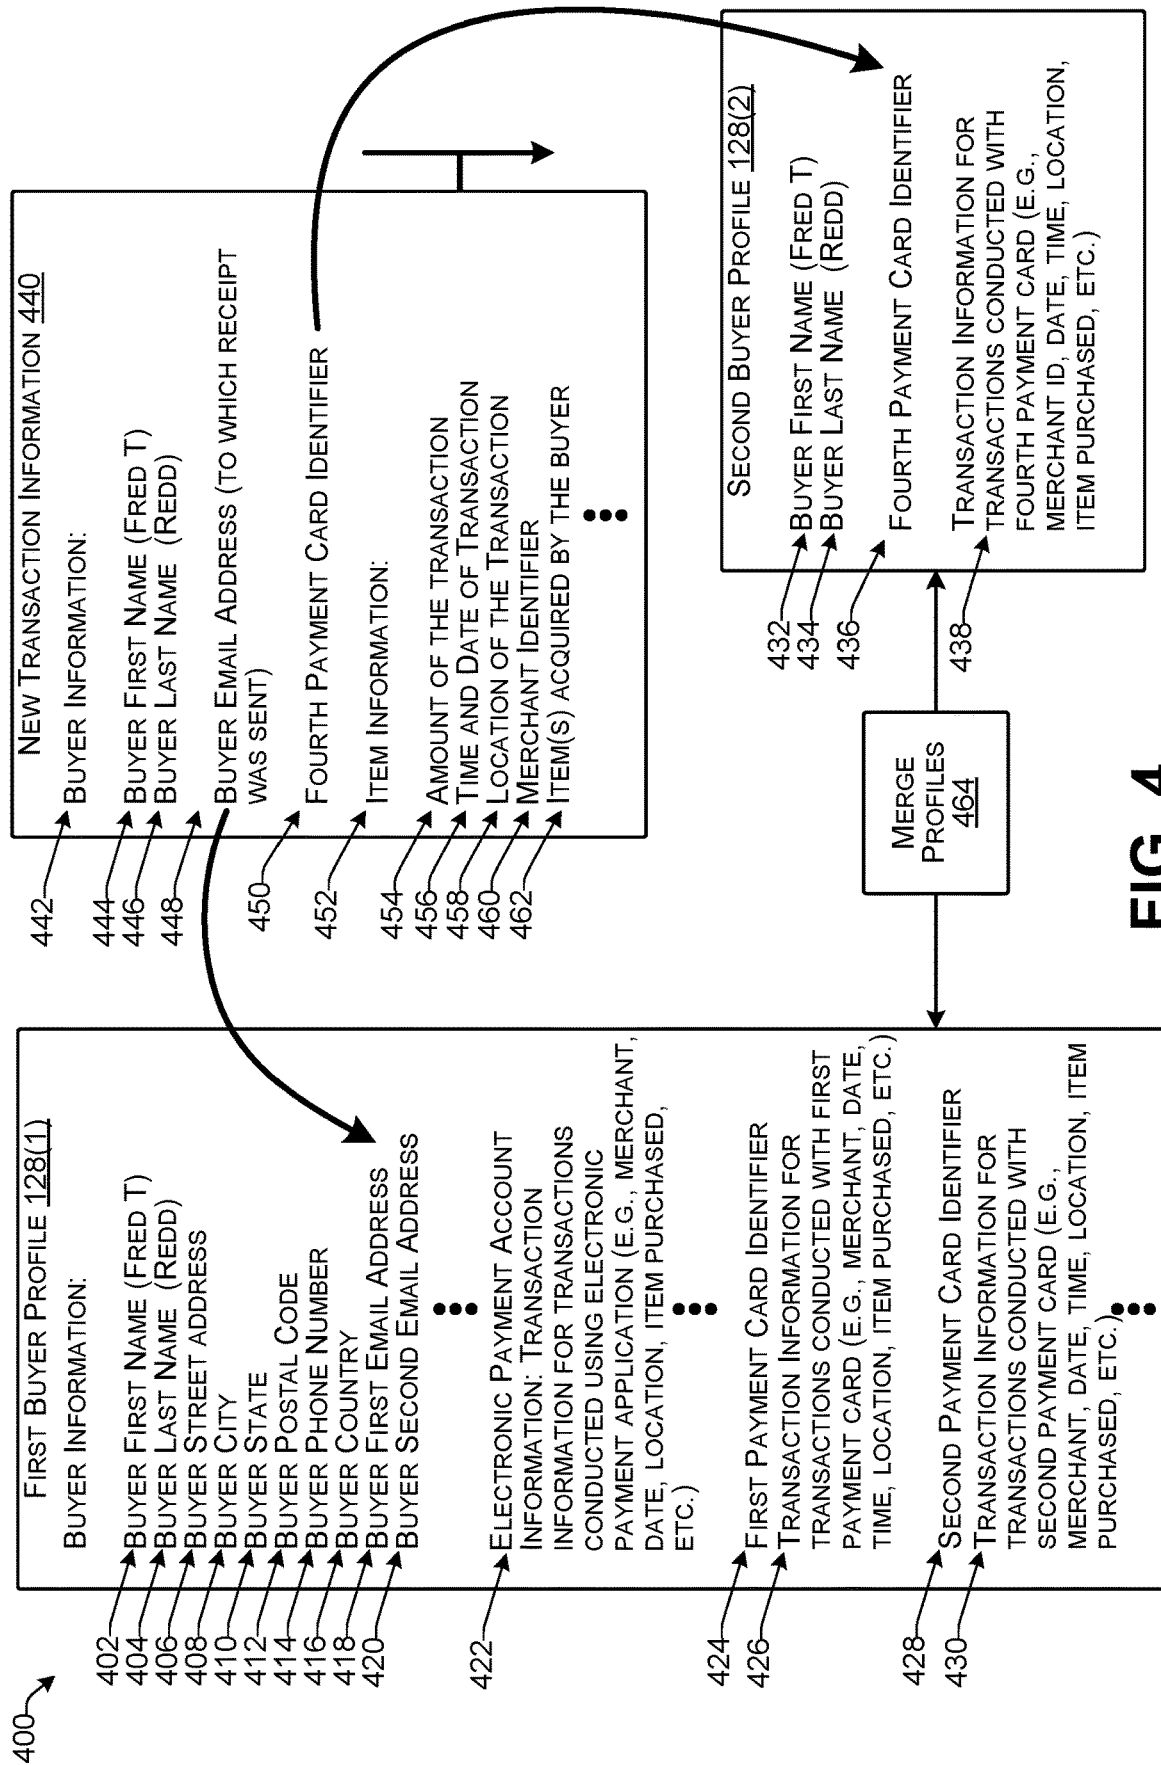 400
FIRST BUYER PROFILE 128(1)
BUYER INFORMATION:
402 BUYER FIRST NAME (FRED T)
404 BUYER LAST NAME (REDD)
406 BUYER STREET ADDRESS
408 BUYER CITY
410 BUYER STATE
412 BUYER POSTAL CODE
414 BUYER PHONE NUMBER
416 BUYER COUNTRY
418 BUYER FIRST EMAIL ADDRESS
420 BUYER SECOND EMAIL ADDRESS
422 ELECTRONIC PAYMENT ACCOUNT
INFORMATION: TRANSACTION
INFORMATION FOR TRANSACTIONS
CONDUCTED USING ELECTRONIC
PAYMENT APPLICATION (E.G., MERCHANT,
DATE, LOCATION, ITEM PURCHASED,
ETC.)
424 FIRST PAYMENT CARD IDENTIFIER
426 TRANSACTION INFORMATION FOR
TRANSACTIONS CONDUCTED WITH FIRST
PAYMENT CARD (E.G., MERCHANT, DATE,
TIME, LOCATION, ITEM PURCHASED, ETC.)
428 SECOND PAYMENT CARD IDENTIFIER
430 TRANSACTION INFORMATION FOR
TRANSACTIONS CONDUCTED WITH
SECOND PAYMENT CARD (E.G.,
MERCHANT, DATE, TIME, LOCATION, ITEM
PURCHASED, ETC.)
NEW TRANSACTION INFORMATION 440
442 BUYER INFORMATION:
444 BUYER FIRST NAME (FRED T)
446 BUYER LAST NAME (REDD)
448 BUYER EMAIL ADDRESS (TO WHICH RECEIPT
WAS SENT)
450 FOURTH PAYMENT CARD IDENTIFIER
452 ITEM INFORMATION:
454 AMOUNT OF THE TRANSACTION
456 TIME AND DATE OF TRANSACTION
458 LOCATION OF THE TRANSACTION
460 MERCHANT IDENTIFIER
462 ITEM(S) ACQUIRED BY THE BUYER
MERGE
PROFILES
464
SECOND BUYER PROFILE 128(2)
432 BUYER FIRST NAME (FRED T)
434 BUYER LAST NAME (REDD)
436 FOURTH PAYMENT CARD IDENTIFIER
438 TRANSACTION INFORMATION FOR
TRANSACTIONS CONDUCTED WITH
FOURTH PAYMENT CARD (E.G.,
MERCHANT ID, DATE, TIME, LOCATION,
ITEM PURCHASED, ETC.)
FIG. 4